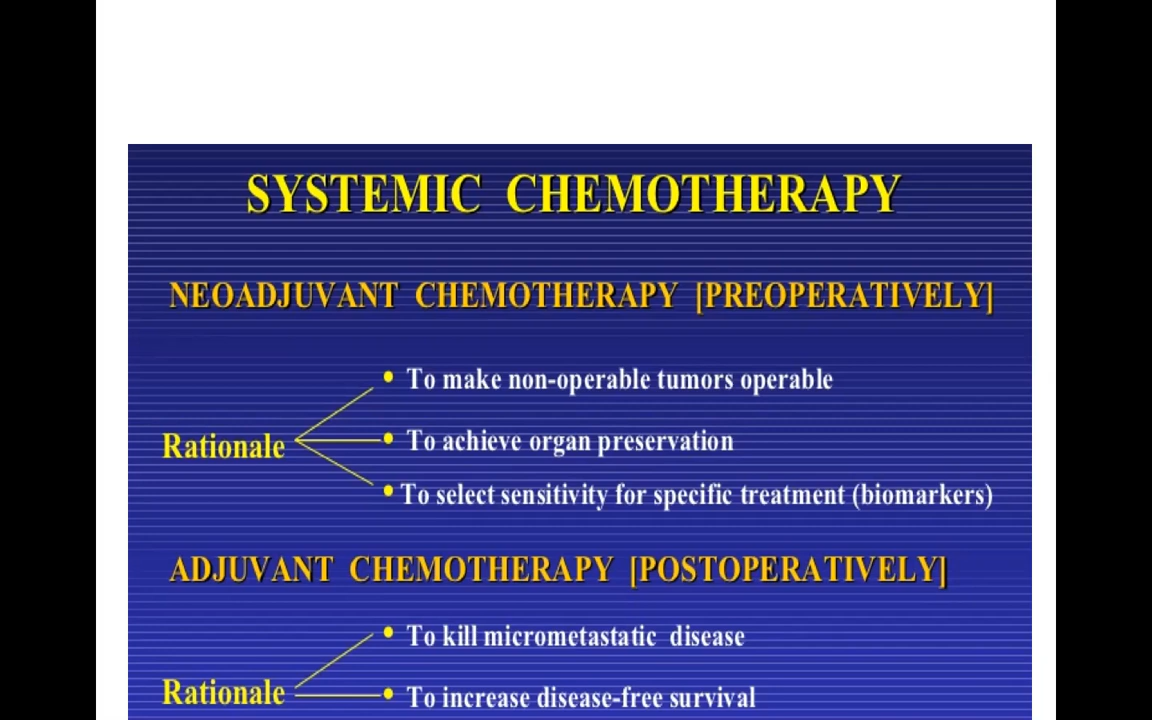 SYSTEMIC CHEMOTHERAPY
NEOADJUVANT CHEMOTHERAPY [PREOPERATIVELY]
• To make non-operable tumors operable
Rationale • To achieve organ preservation
• To select sensitivity for specific treatment (biomarkers)
ADJUVANT CHEMOTHERAPY [POSTOPERATIVELY]
• To kill micrometastatic disease
Rationale • To increase disease-free survival